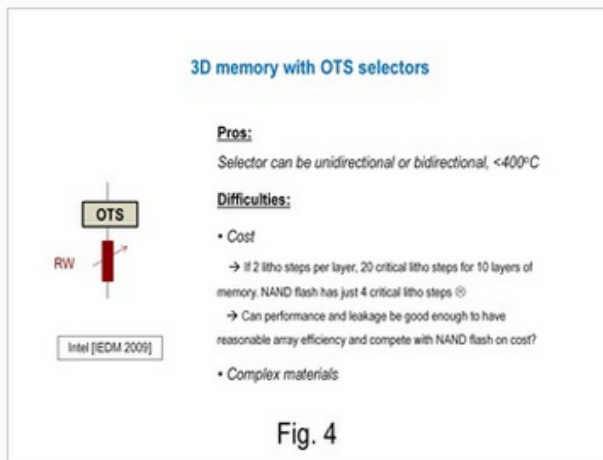 3D memory with OTS selectors
Pros:
Selector can be unidirectional or bidirectional, <400°C
Difficulties:
OTS
• Cost
RW
→ If 2 litho steps per layer, 20 critical litho steps for 10 layers of
memory. NAND flash has just 4 critical litho steps ☹
→ Can performance and leakage be good enough to have
reasonable array efficiency and compete with NAND flash on cost?
Intel [IEDM 2009]
• Complex materials
Fig. 4